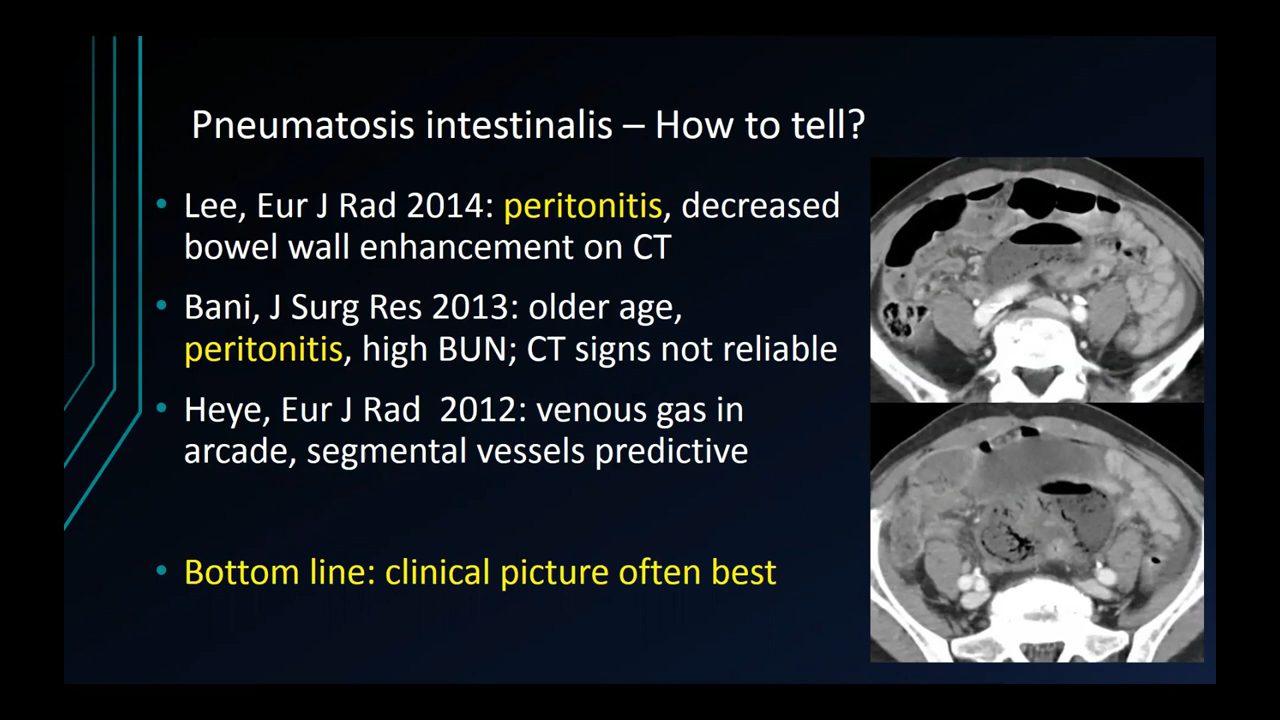 Pneumatosis intestinalis – How to tell?
• Lee, Eur J Rad 2014: peritonitis, decreased
bowel wall enhancement on CT
• Bani, J Surg Res 2013: older age,
peritonitis, high BUN; CT signs not reliable
• Heye, Eur J Rad 2012: venous gas in
arcade, segmental vessels predictive
• Bottom line: clinical picture often best